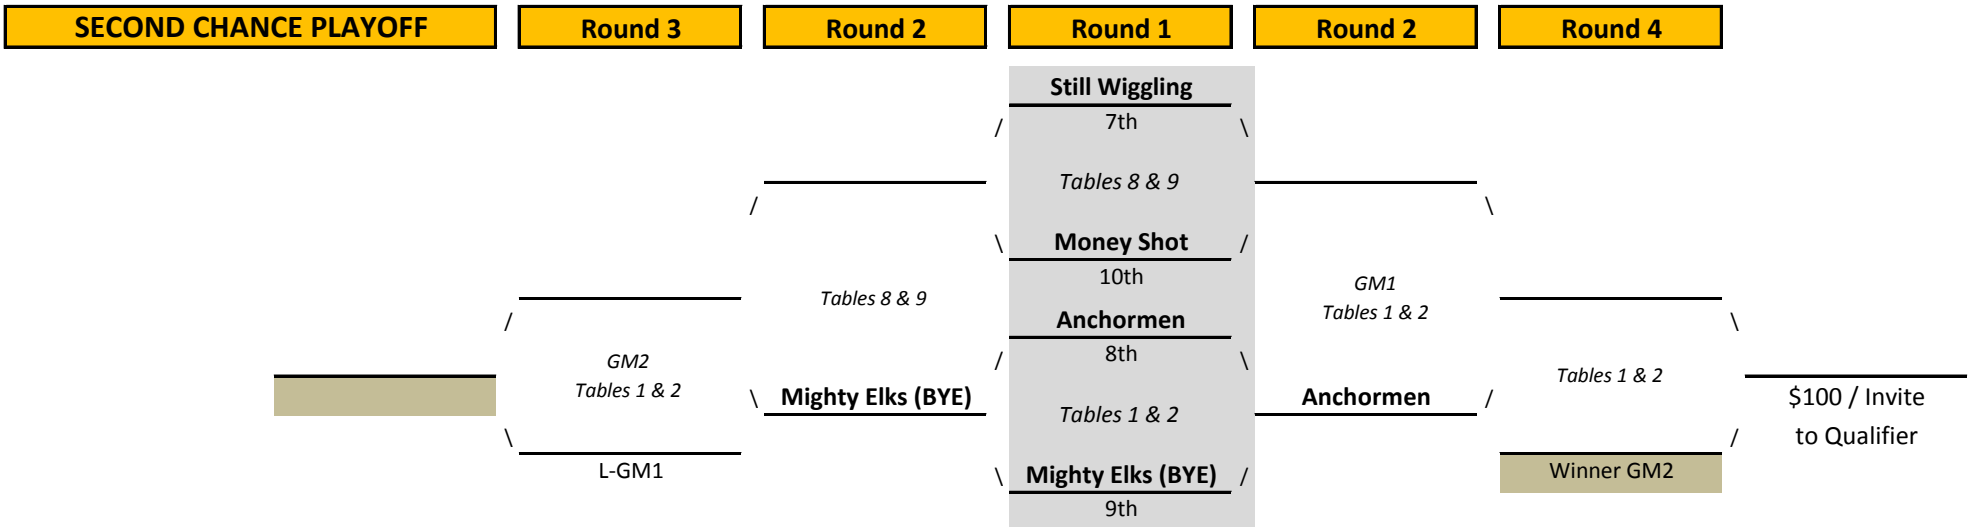 SECOND CHANCE PLAYOFF Round 3 Round 2 Round 1 Round 2 Round 4
Still Wiggling
/ 7th \
Tables 8 & 9
/ \
\ Money Shot /
10th
Tables 8 & 9 GM1
Tables 1 & 2
Anchormen
/ \
GM2 / 8th \
Tables 1 & 2 Tables 1 & 2
\ Mighty Elks (BYE) Anchormen / $100 / Invite
Tables 1 & 2
\ to Qualifier /
L-GM1 Winner GM2
\ Mighty Elks (BYE) /
9th